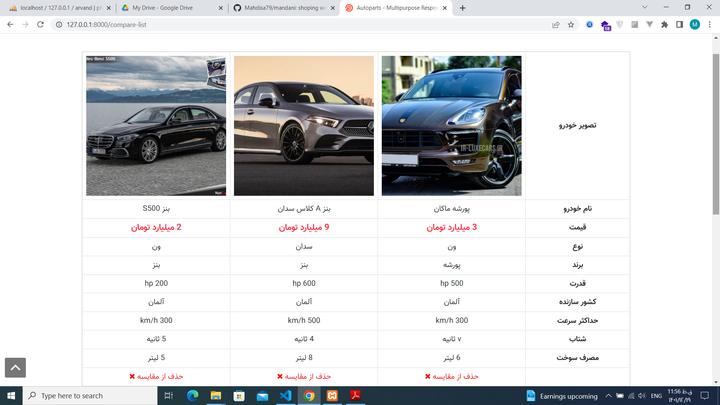 localhost / 127.0.0.1 / arvand | ph
My Drive - Google Drive
Mahdisa79/mandani: shoping we
Autoparts - Multipurpose Respo
127.0.0.1:8000/compare-list
تصویر خودرو
IR-LUXECARS.IR
نام خودرو پورشه ماکان بنز A کلاس سدان بنز S500
قیمت 3 میلیارد تومان 9 میلیارد تومان 2 میلیارد تومان
نوع ون سدان ون
برند پورشه بنز بنز
قدرت 500 hp 600 hp 200 hp
کشور سازنده آلمان آلمان آلمان
حداکثر سرعت 300 km/h 500 km/h 300 km/h
شتاب ۷ ثانیه 4 ثانیه 5 ثانیه
مصرف سوخت 6 لیتر 8 لیتر 5 لیتر
حذف از مقایسه حذف از مقایسه حذف از مقایسه
Type here to search
Earnings upcoming
ENG
11:56 ق.ظ